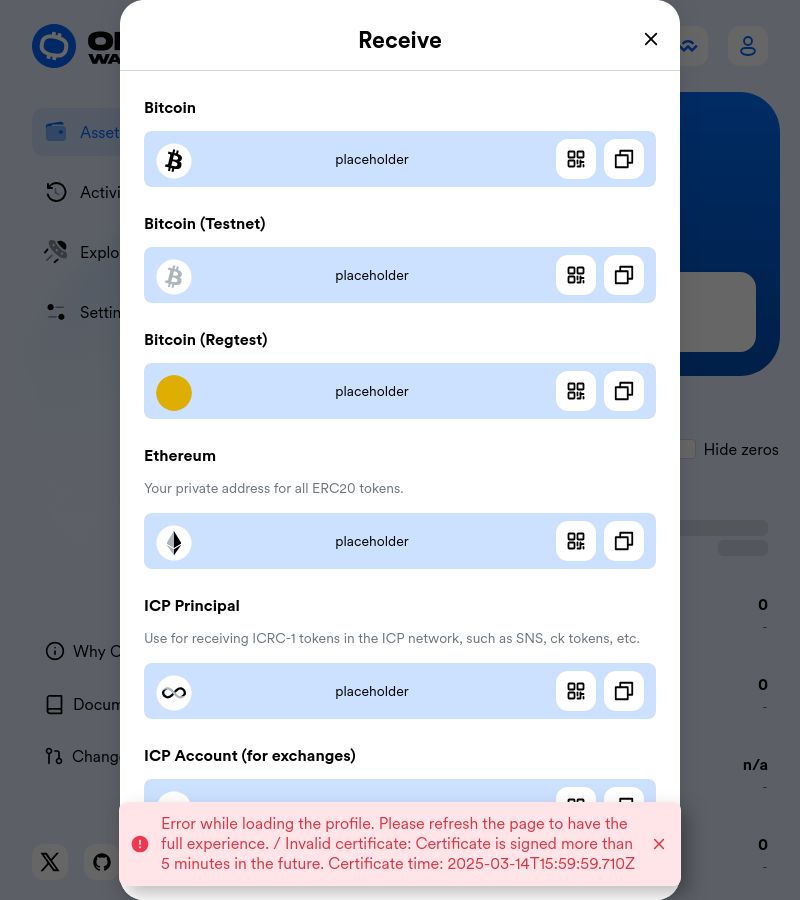 Receive
Bitcoin
placeholder
Bitcoin (Testnet)
placeholder
Bitcoin (Regtest)
placeholder
Ethereum
Your private address for all ERC20 tokens.
placeholder
ICP Principal
Use for receiving ICRC-1 tokens in the ICP network, such as SNS, ck tokens, etc.
placeholder
ICP Account (for exchanges)
Error while loading the profile. Please refresh the page to have the
full experience. / Invalid certificate: Certificate is signed more than
5 minutes in the future. Certificate time: 2025-03-14T15:59:59.710Z
Asset
Activi
Explo
Settin
Why
Docum
Change
Hide zeros
0
-
0
-
n/a
-
0
-